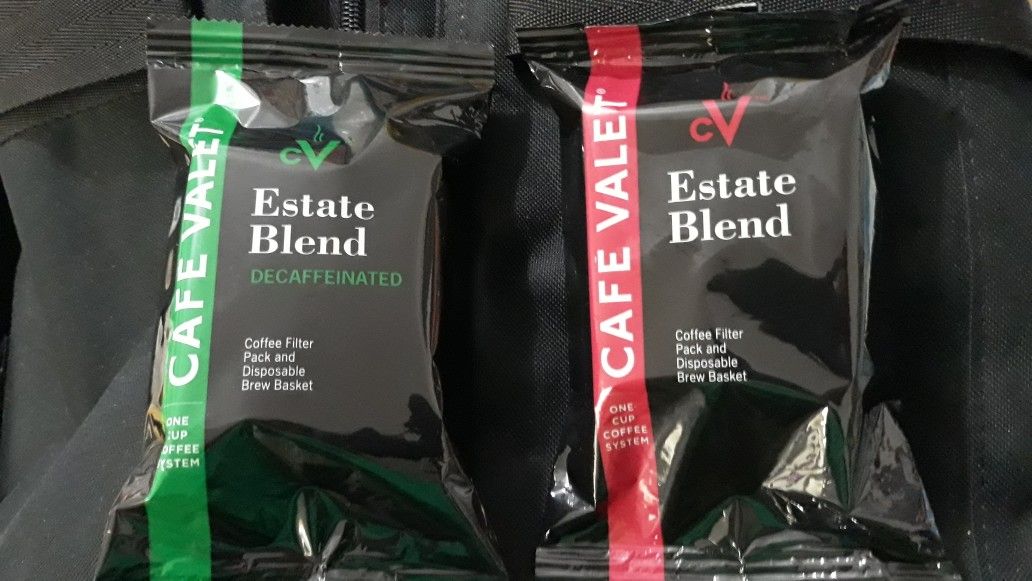 CAFE VALET®
ONE
CUP
COFFEE
SYSTEM
CV
Estate
Blend
DECAFFEINATED
Coffee Filter
Pack and
Disposable
Brew Basket
CAFE VALET®
ONE
CUP
COFFEE
SYSTEM
CV
Estate
Blend
Coffee Filter
Pack and
Disposable
Brew Basket